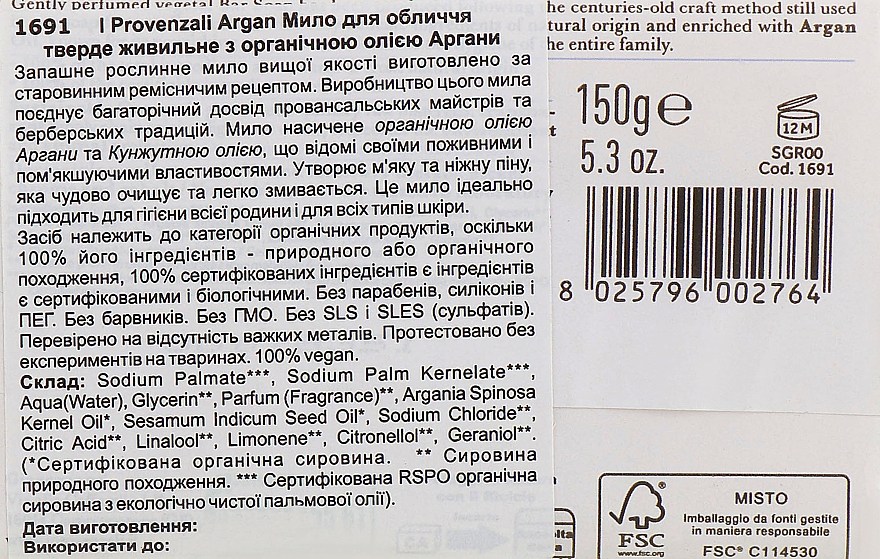 Gently perfumed vegetal Bar Soap
1691 I Provenzali Argan Мило для обличчя
тверде живильне з органічною олією Аргани
Запашне рослинне мило вищої якості виготовлено за
старовинним ремісничим рецептом. Виробництво цього мила
поєднує багаторічний досвід провансальських майстрів та
берберських традицій. Мило насичене органічною олією
Аргани та Кунжутною олією, що відомі своїми поживними і
пом'якшуючими властивостями. Утворює м'яку та ніжну піну,
яка чудово очищує та легко змивається. Це мило ідеально
підходить для гігієни всієї родини і для всіх типів шкіри.
Засіб належить до категорії органічних продуктів, оскільки
100% його інгредієнтів - природного або органічного
походження, 100% сертифікованих інгредієнтів є інгредієнтів
є сертифікованими і біологічними. Без парабенів, силіконів і
ПЕГ. Без барвників. Без ГМО. Без SLS і SLES (сульфатів).
Перевірено на відсутність важких металів. Протестовано без
експериментів на тваринах. 100% vegan.
Склад: Sodium Palmate***, Sodium Palm Kernelate***,
Aqua(Water), Glycerin**, Parfum (Fragrance)**, Argania Spinosa
Kernel Oil*, Sesamum Indicum Seed Oil*, Sodium Chloride**,
Citric Acid**, Linalool**, Limonene**, Citronellol**, Geraniol**.
(*Сертифікована органічна сировина. ** Сировина
природного походження. *** Сертифікована RSPO органічна
сировина з екологічно чистої пальмової олії).
Дата виготовлення:
Використати до:
he centuries-old craft method still used
tural origin and enriched with Argan
he entire family.
150g e
5.3 oz.
12M
SGR00
Cod. 1691
8 025796 002764
FSC
www.fsc.org
MISTO
Imballaggio da fonti gestite
in maniera responsabile
FSC® C114530